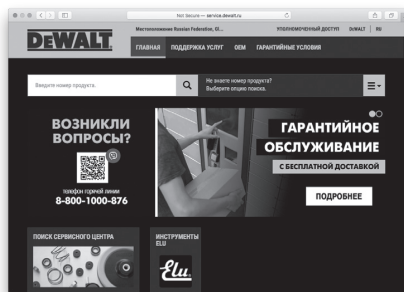 Not Secure — service.dewalt.ru
DEWALT
Местоположение Russian Federation,
УПОЛНОМОЧЕННЫЙ ДОСТУП DeWALT RU
ГЛАВНАЯ ПОДДЕРЖКА УСЛУГ OEM ГАРАНТИЙНЫЕ УСЛОВИЯ
Введите номер продукта.
Не знаете номер продукта?
Выберите опцию поиска.
ВОЗНИКЛИ
ВОПРОСЫ?
телефон горячей линии
8-800-1000-876
ГАРАНТИЙНОЕ
ОБСЛУЖИВАНИЕ
С БЕСПЛАТНОЙ ДОСТАВКОЙ
ПОДРОБНЕЕ
ПОИСК СЕРВИСНОГО ЦЕНТРА
ИНСТРУМЕНТЫ
ELU
Elu